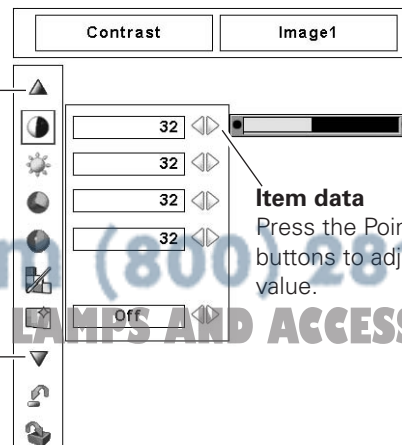 Contrast Image1
32
32
Item data
32
Press the Poin
32
buttons to adj
value.
m (800) 28
Off
LAMPS AND ACCESS